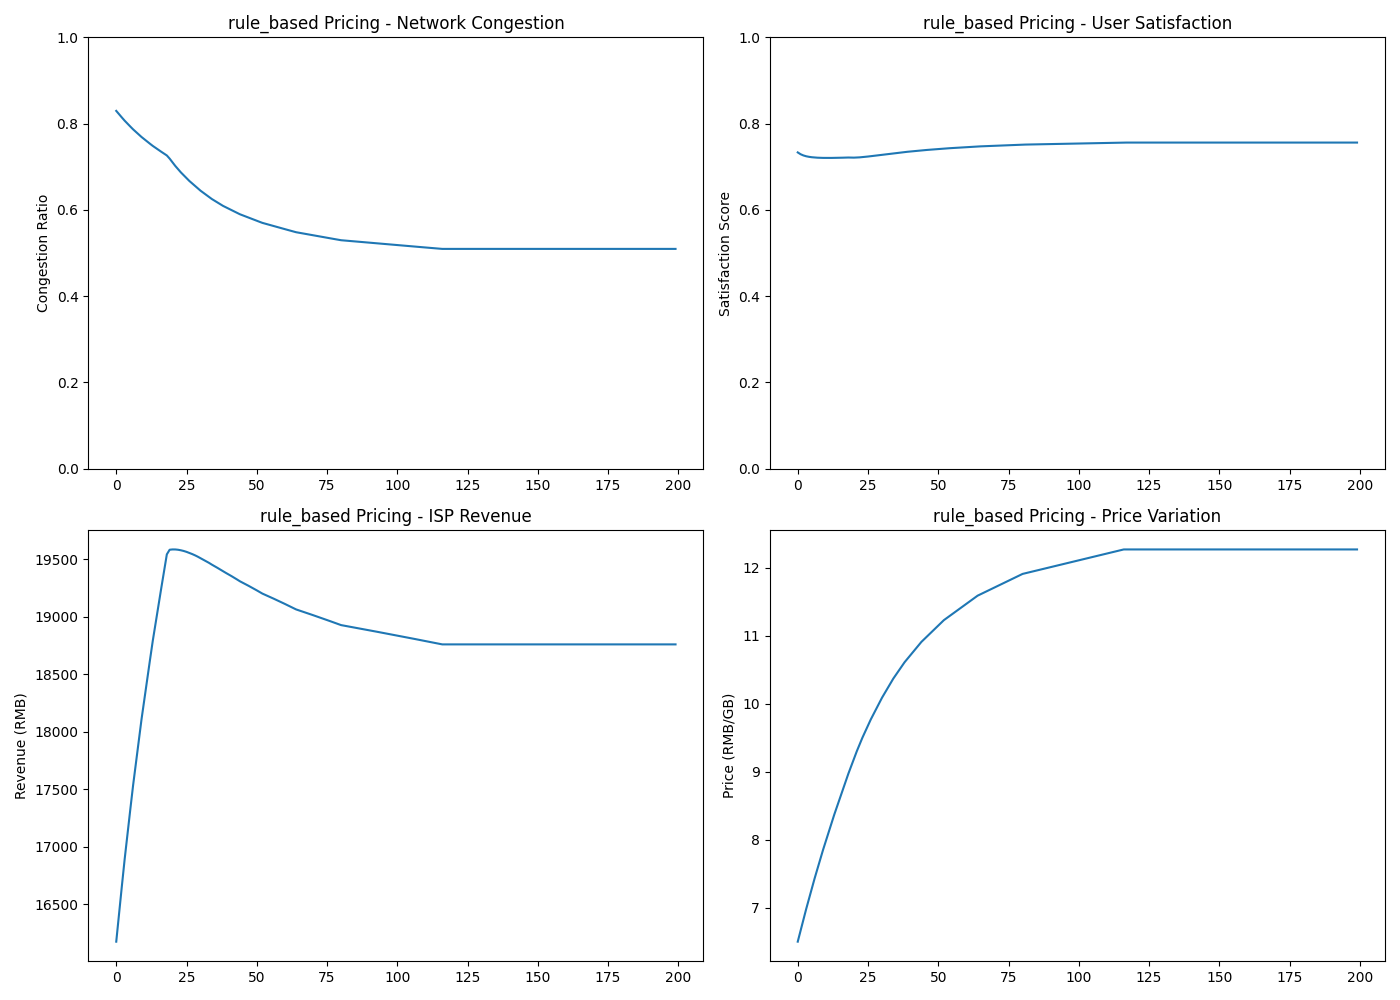 rule_based Pricing - Network Congestion
Congestion Ratio
1.0
0.8
0.6
0.4
0.2
0.0
0 25 50 75 100 125 150 175 200
rule_based Pricing - User Satisfaction
Satisfaction Score
1.0
0.8
0.6
0.4
0.2
0.0
0 25 50 75 100 125 150 175 200
rule_based Pricing - ISP Revenue
Revenue (RMB)
19500
19000
18500
18000
17500
17000
16500
0 25 50 75 100 125 150 175 200
rule_based Pricing - Price Variation
Price (RMB/GB)
12
11
10
9
8
7
0 25 50 75 100 125 150 175 200